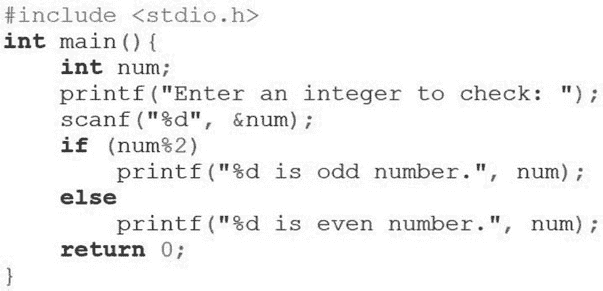 #include <stdio.h>
int main(){
    int num;
    printf("Enter an integer to check: ");
    scanf("%d", &num);
    if (num%2)
        printf("%d is odd number.", num);
    else
        printf("%d is even number.", num);
    return 0;
}